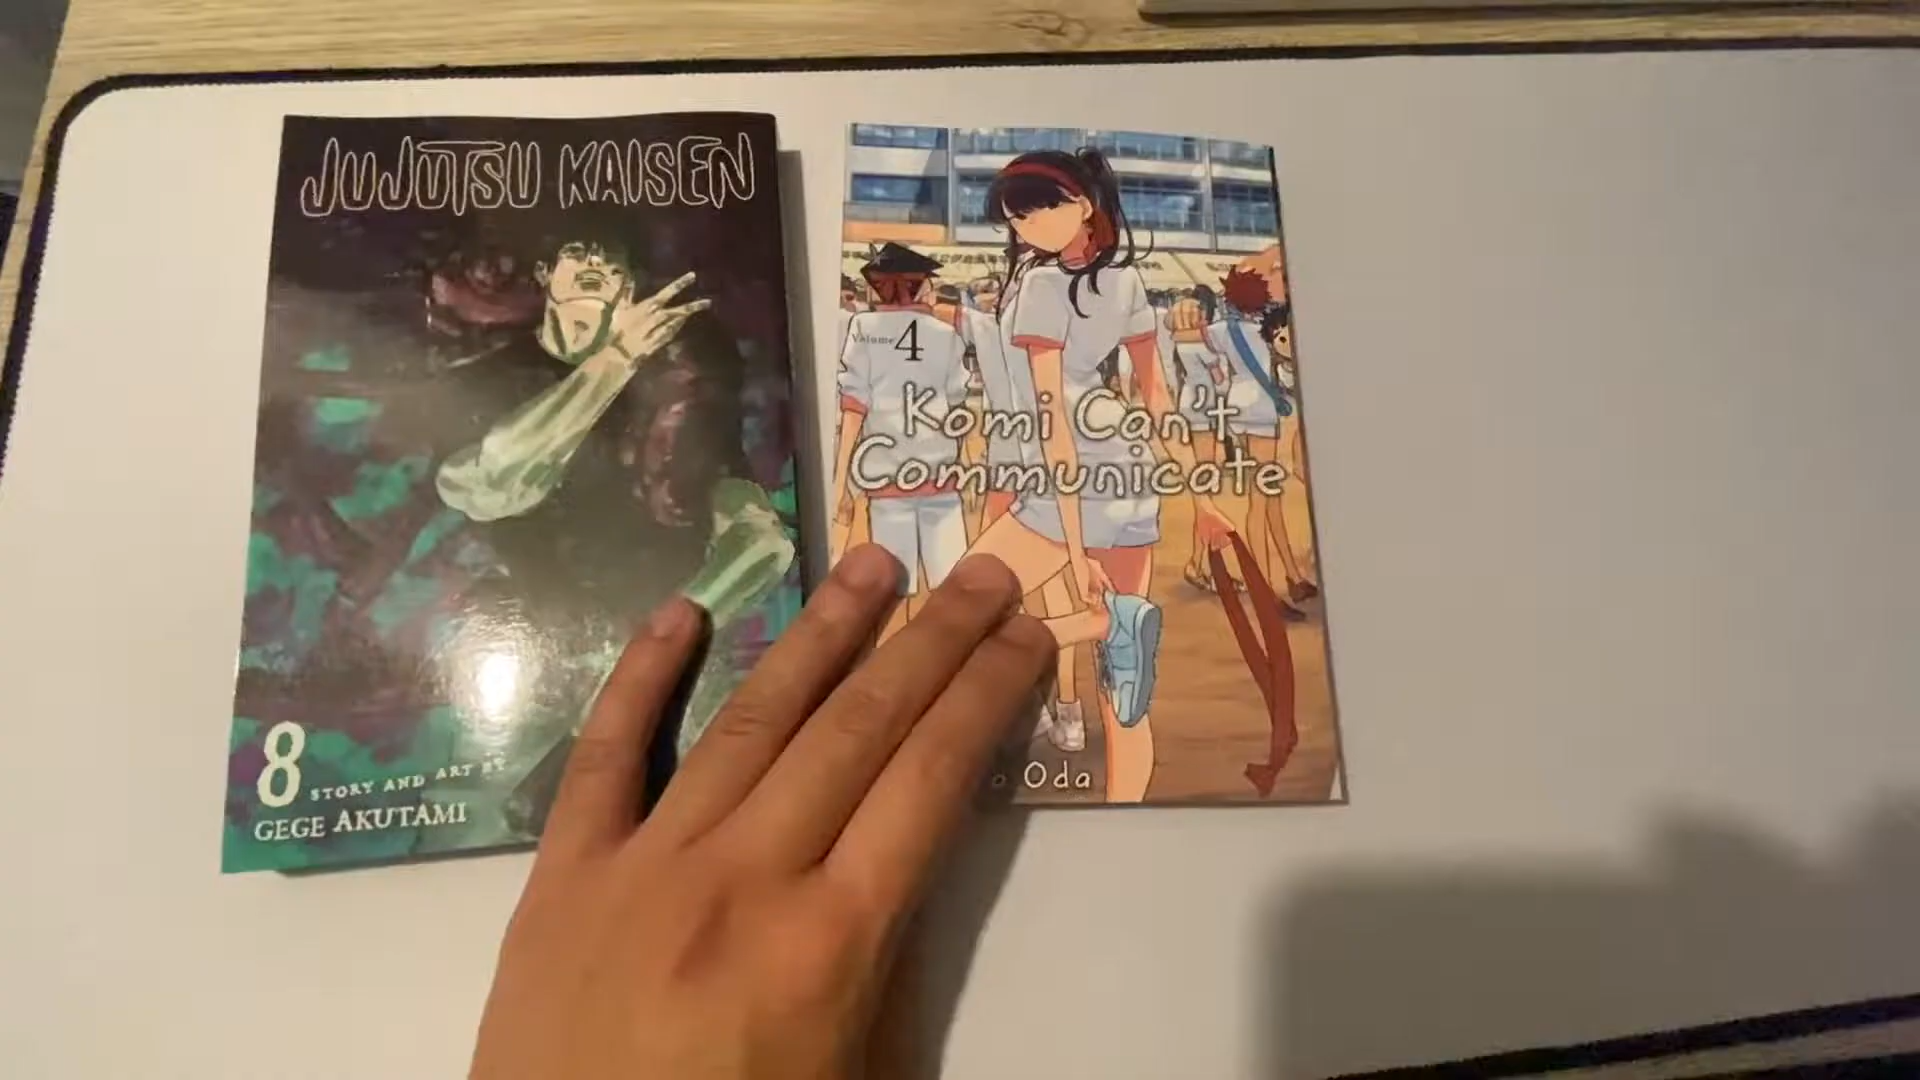 JUJUTSU KAISEN
8
STORY AND ART BY
GEGE AKUTAMI
Volume 4
Komi Can't
Communicate
Oda